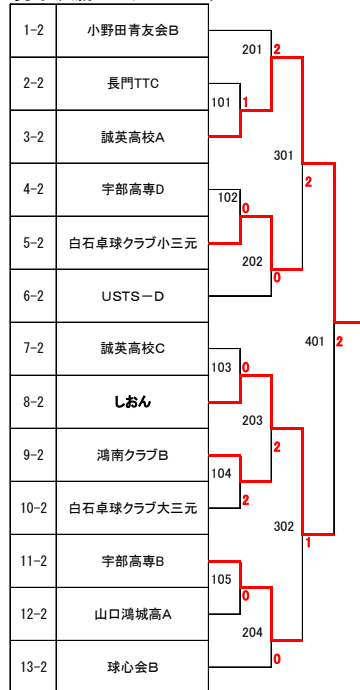 1-2 小野田青友会B
2-2 長門TTC
3-2 誠英高校A
4-2 宇部高専D
5-2 白石卓球クラブ小三元
6-2 USTS－D
7-2 誠英高校C
8-2 しおん
9-2 鴻南クラブB
10-2 白石卓球クラブ大三元
11-2 宇部高専B
12-2 山口鴻城高A
13-2 球心会B
101 1
102 0
103 0
104 2
105 0
201 2
202 0
203 2
204 0
301 2
302 1
401 2